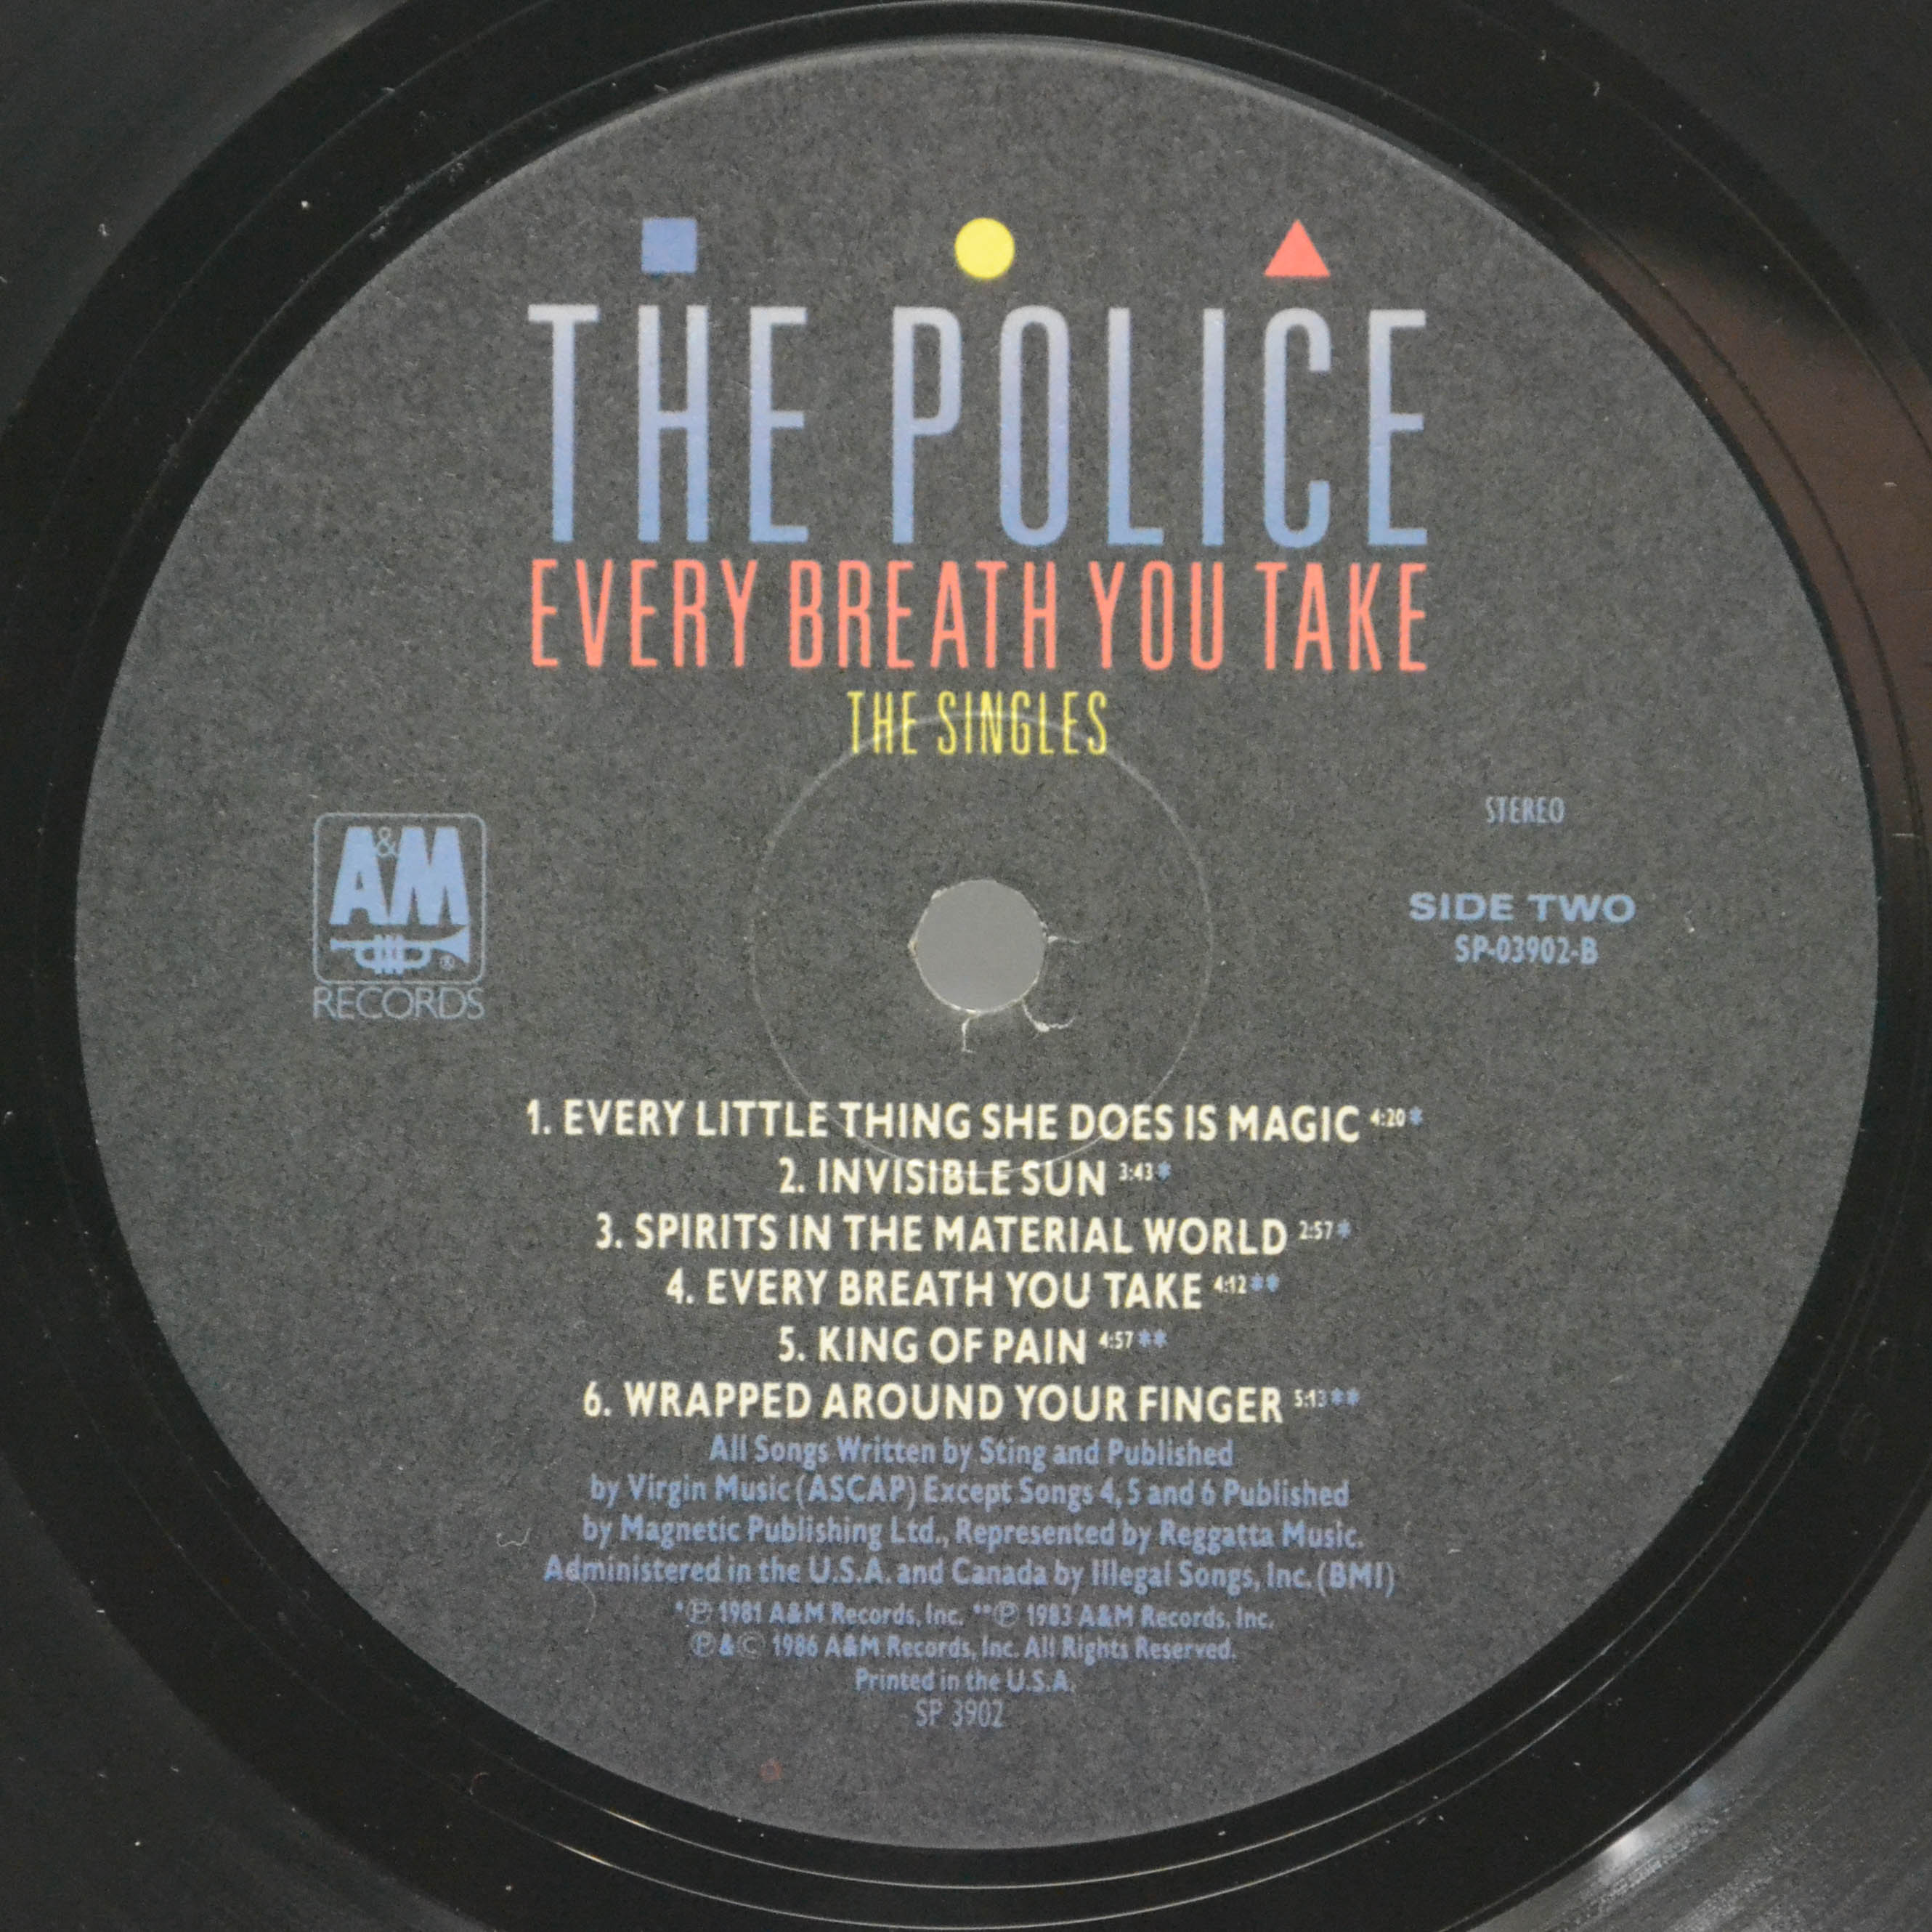 THE POLICE
EVERY BREATH YOU TAKE
THE SINGLES
A&M
®
RECORDS
STEREO
SIDE TWO
SP-03902-B
1. EVERY LITTLE THING SHE DOES IS MAGIC 4:20*
2. INVISIBLE SUN 3:43*
3. SPIRITS IN THE MATERIAL WORLD 2:57*
4. EVERY BREATH YOU TAKE 4:12**
5. KING OF PAIN 4:57**
6. WRAPPED AROUND YOUR FINGER 5:13**
All Songs Written by Sting and Published
by Virgin Music (ASCAP) Except Songs 4, 5 and 6 Published
by Magnetic Publishing Ltd., Represented by Reggatta Music.
Administered in the U.S.A. and Canada by Illegal Songs, Inc. (BMI)
*℗ 1981 A&M Records, Inc. **℗ 1983 A&M Records, Inc.
℗ & © 1986 A&M Records, Inc. All Rights Reserved.
Printed in the U.S.A.
SP 3902